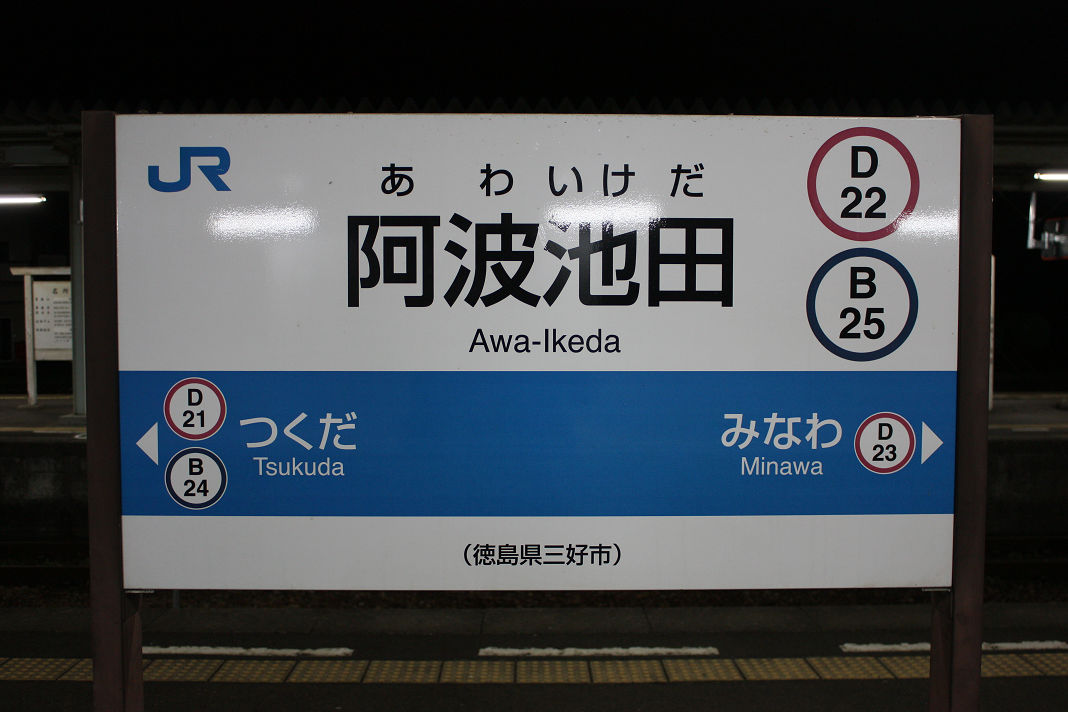 JR
あわいけだ
阿波池田
Awa-Ikeda
D
22
B
25
D
21
B
24
つくだ
Tsukuda
みなわ
Minawa
D
23
(徳島県三好市)